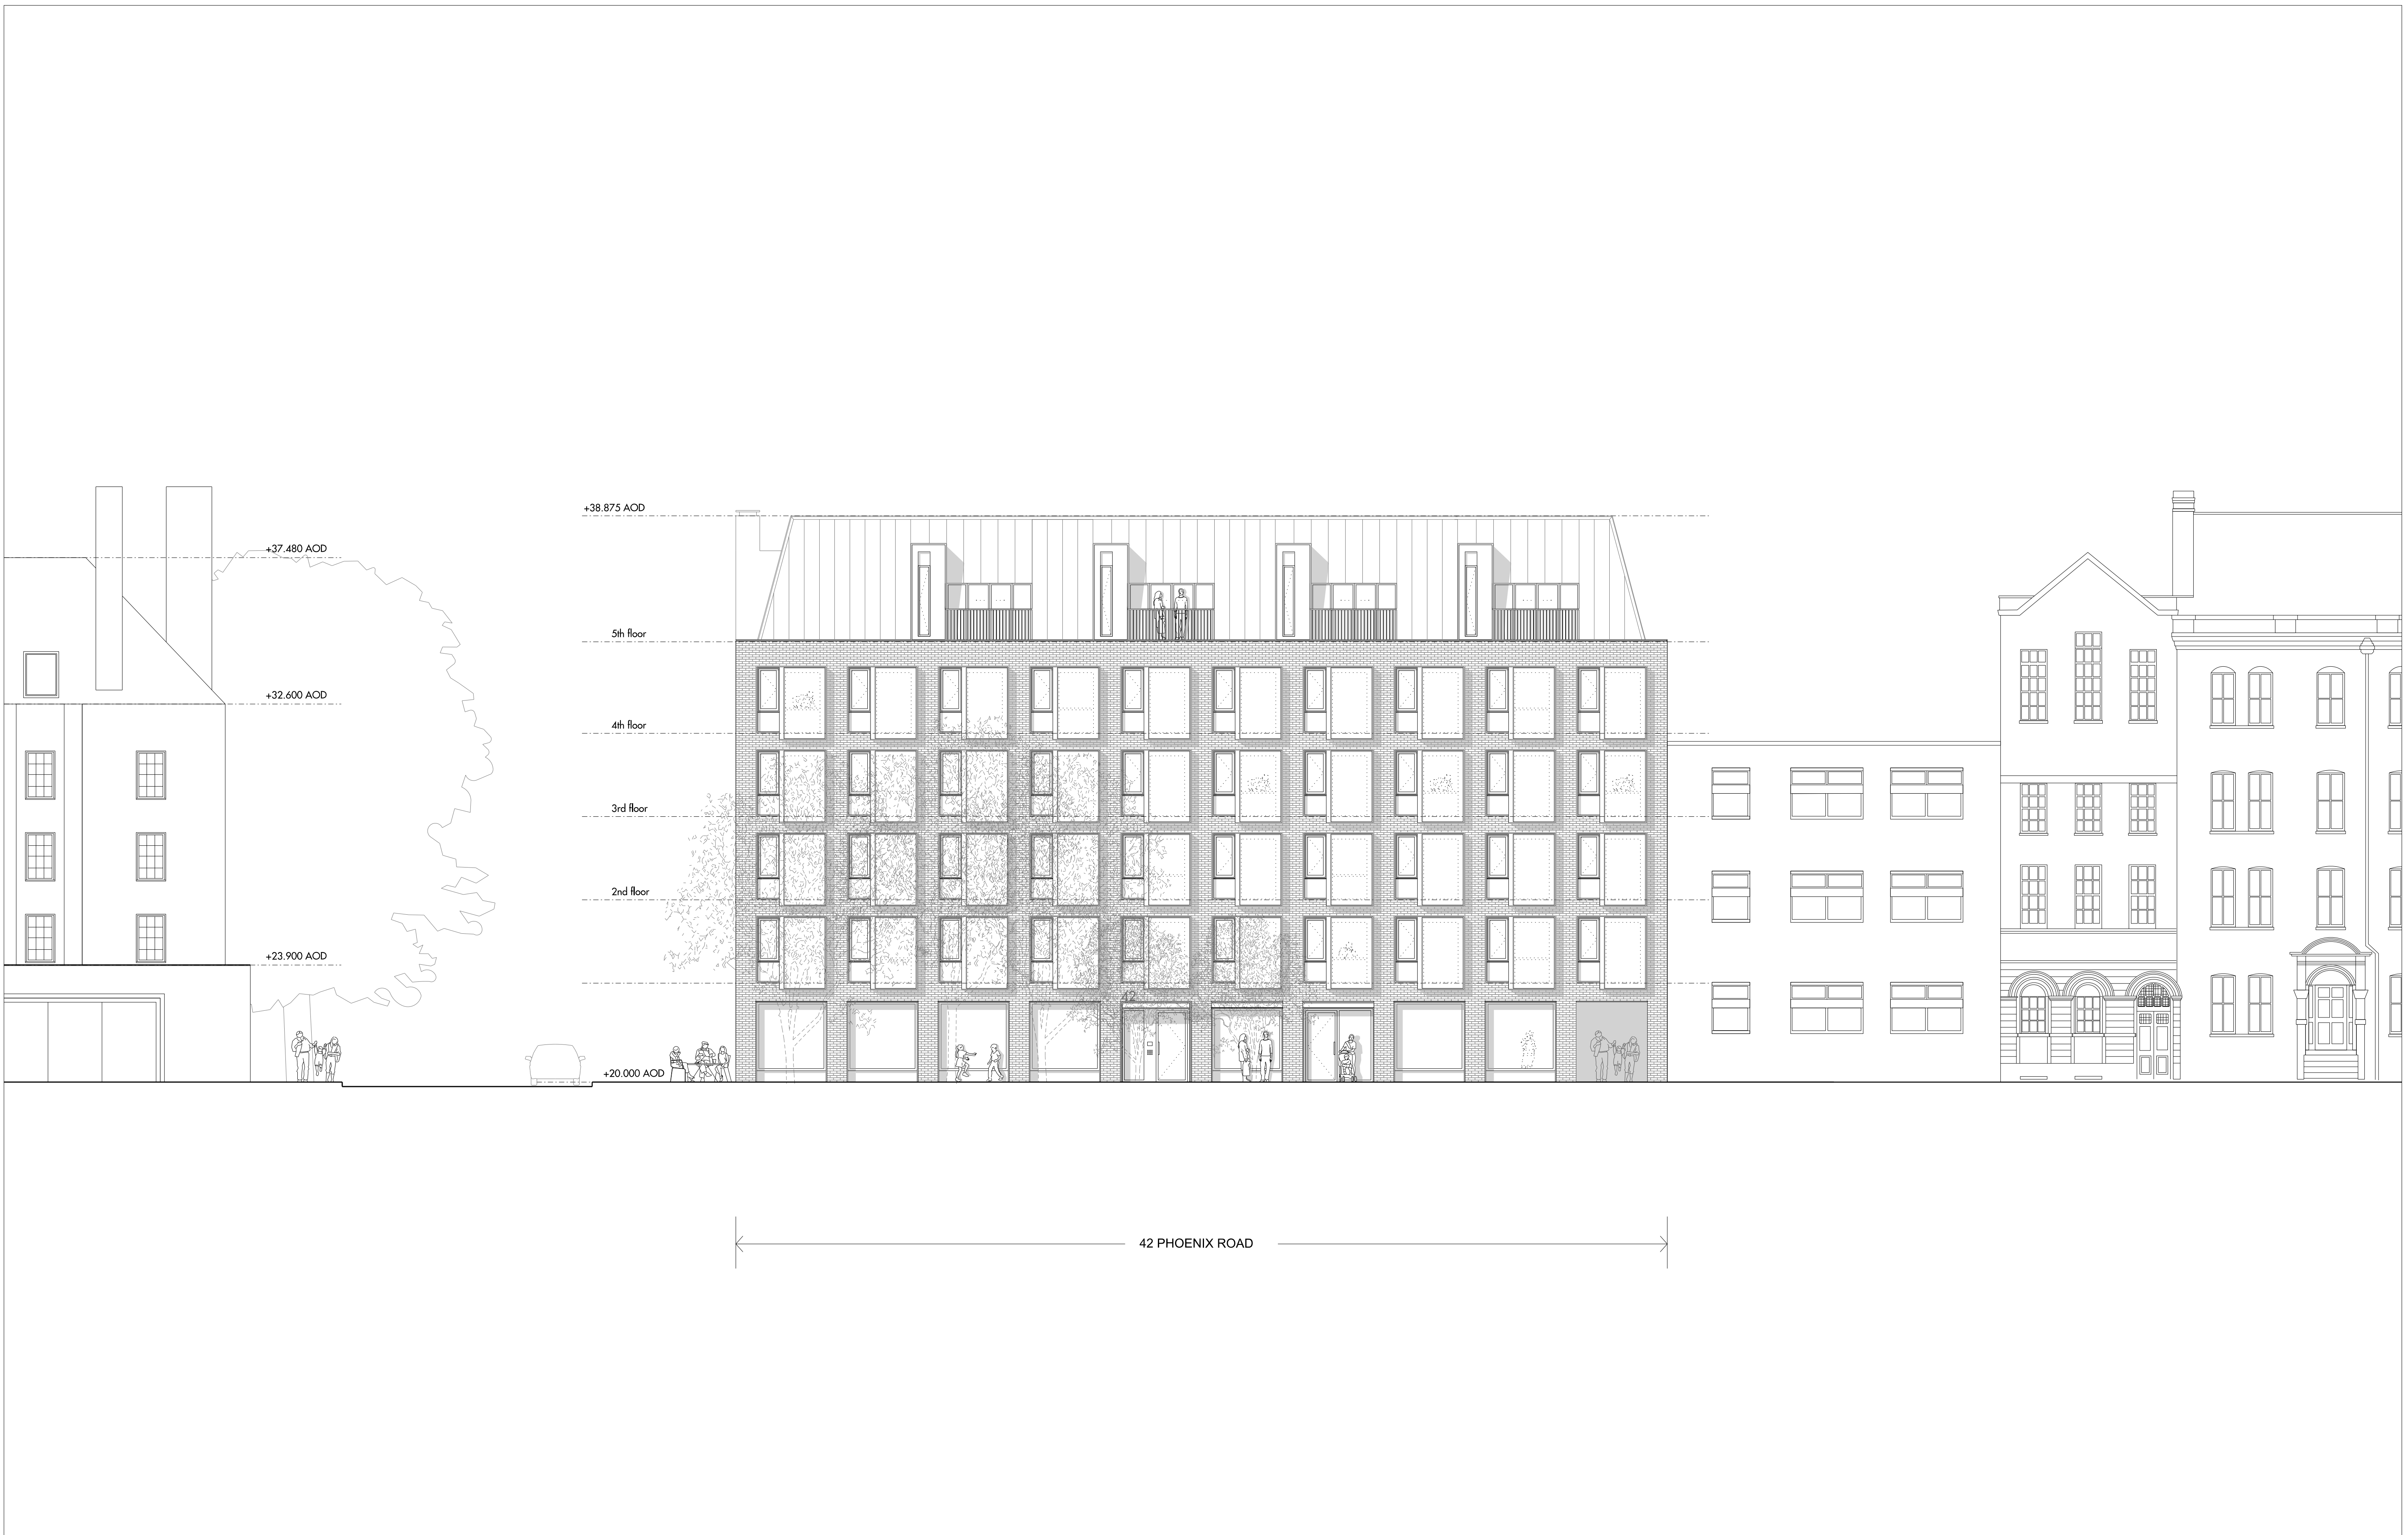 +38.875 AOD
+37.480 AOD
5th floor
+32.600 AOD
4th floor
3rd floor
2nd floor
+23.900 AOD
42
+20.000 AOD
42 PHOENIX ROAD